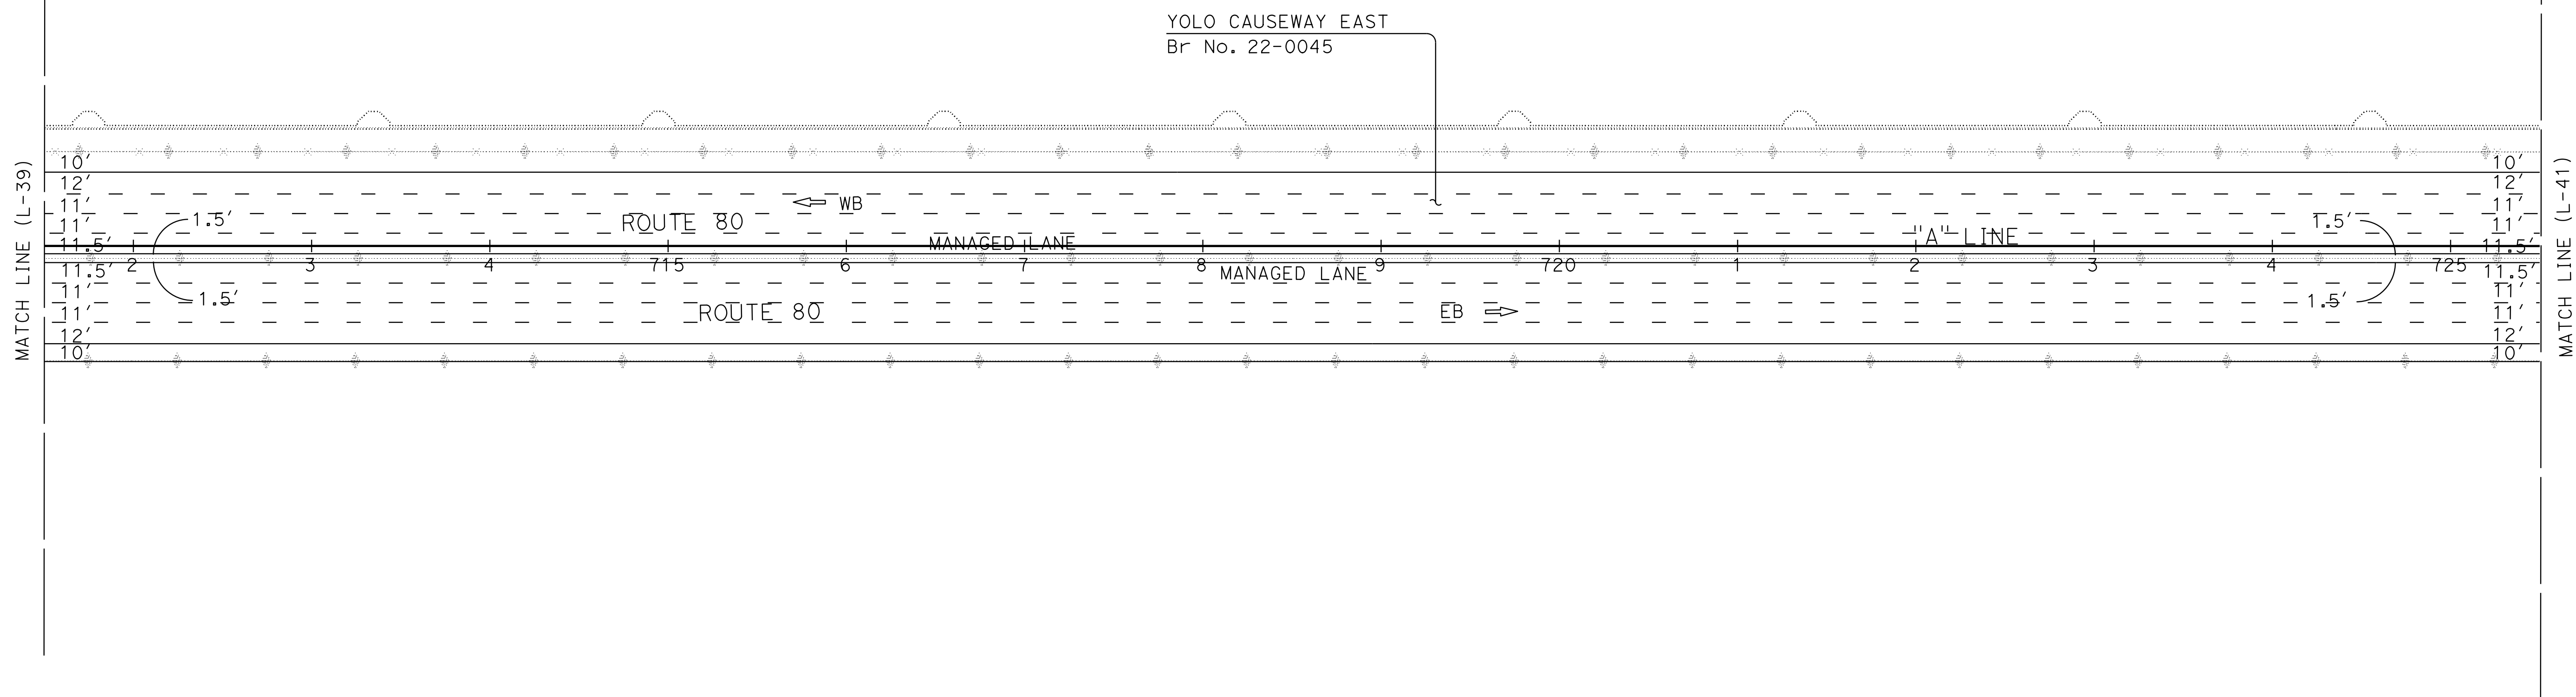 YOLO CAUSEWAY EAST
Br No. 22-0045
MATCH LINE (L-39)
MATCH LINE (L-41)
10' 10'
12' 12'
11' WB 11'
11' 1.5' ROUTE 80 1.5' 11'
11.5' MANAGED LANE "A" LINE 11.5'
2 3 4 715 6 7 8 9 720 1 2 3 4 725
11.5' MANAGED LANE 11.5'
11' 1.5' 1.5' 11'
11' ROUTE 80 EB 11'
12' 12'
10' 10'